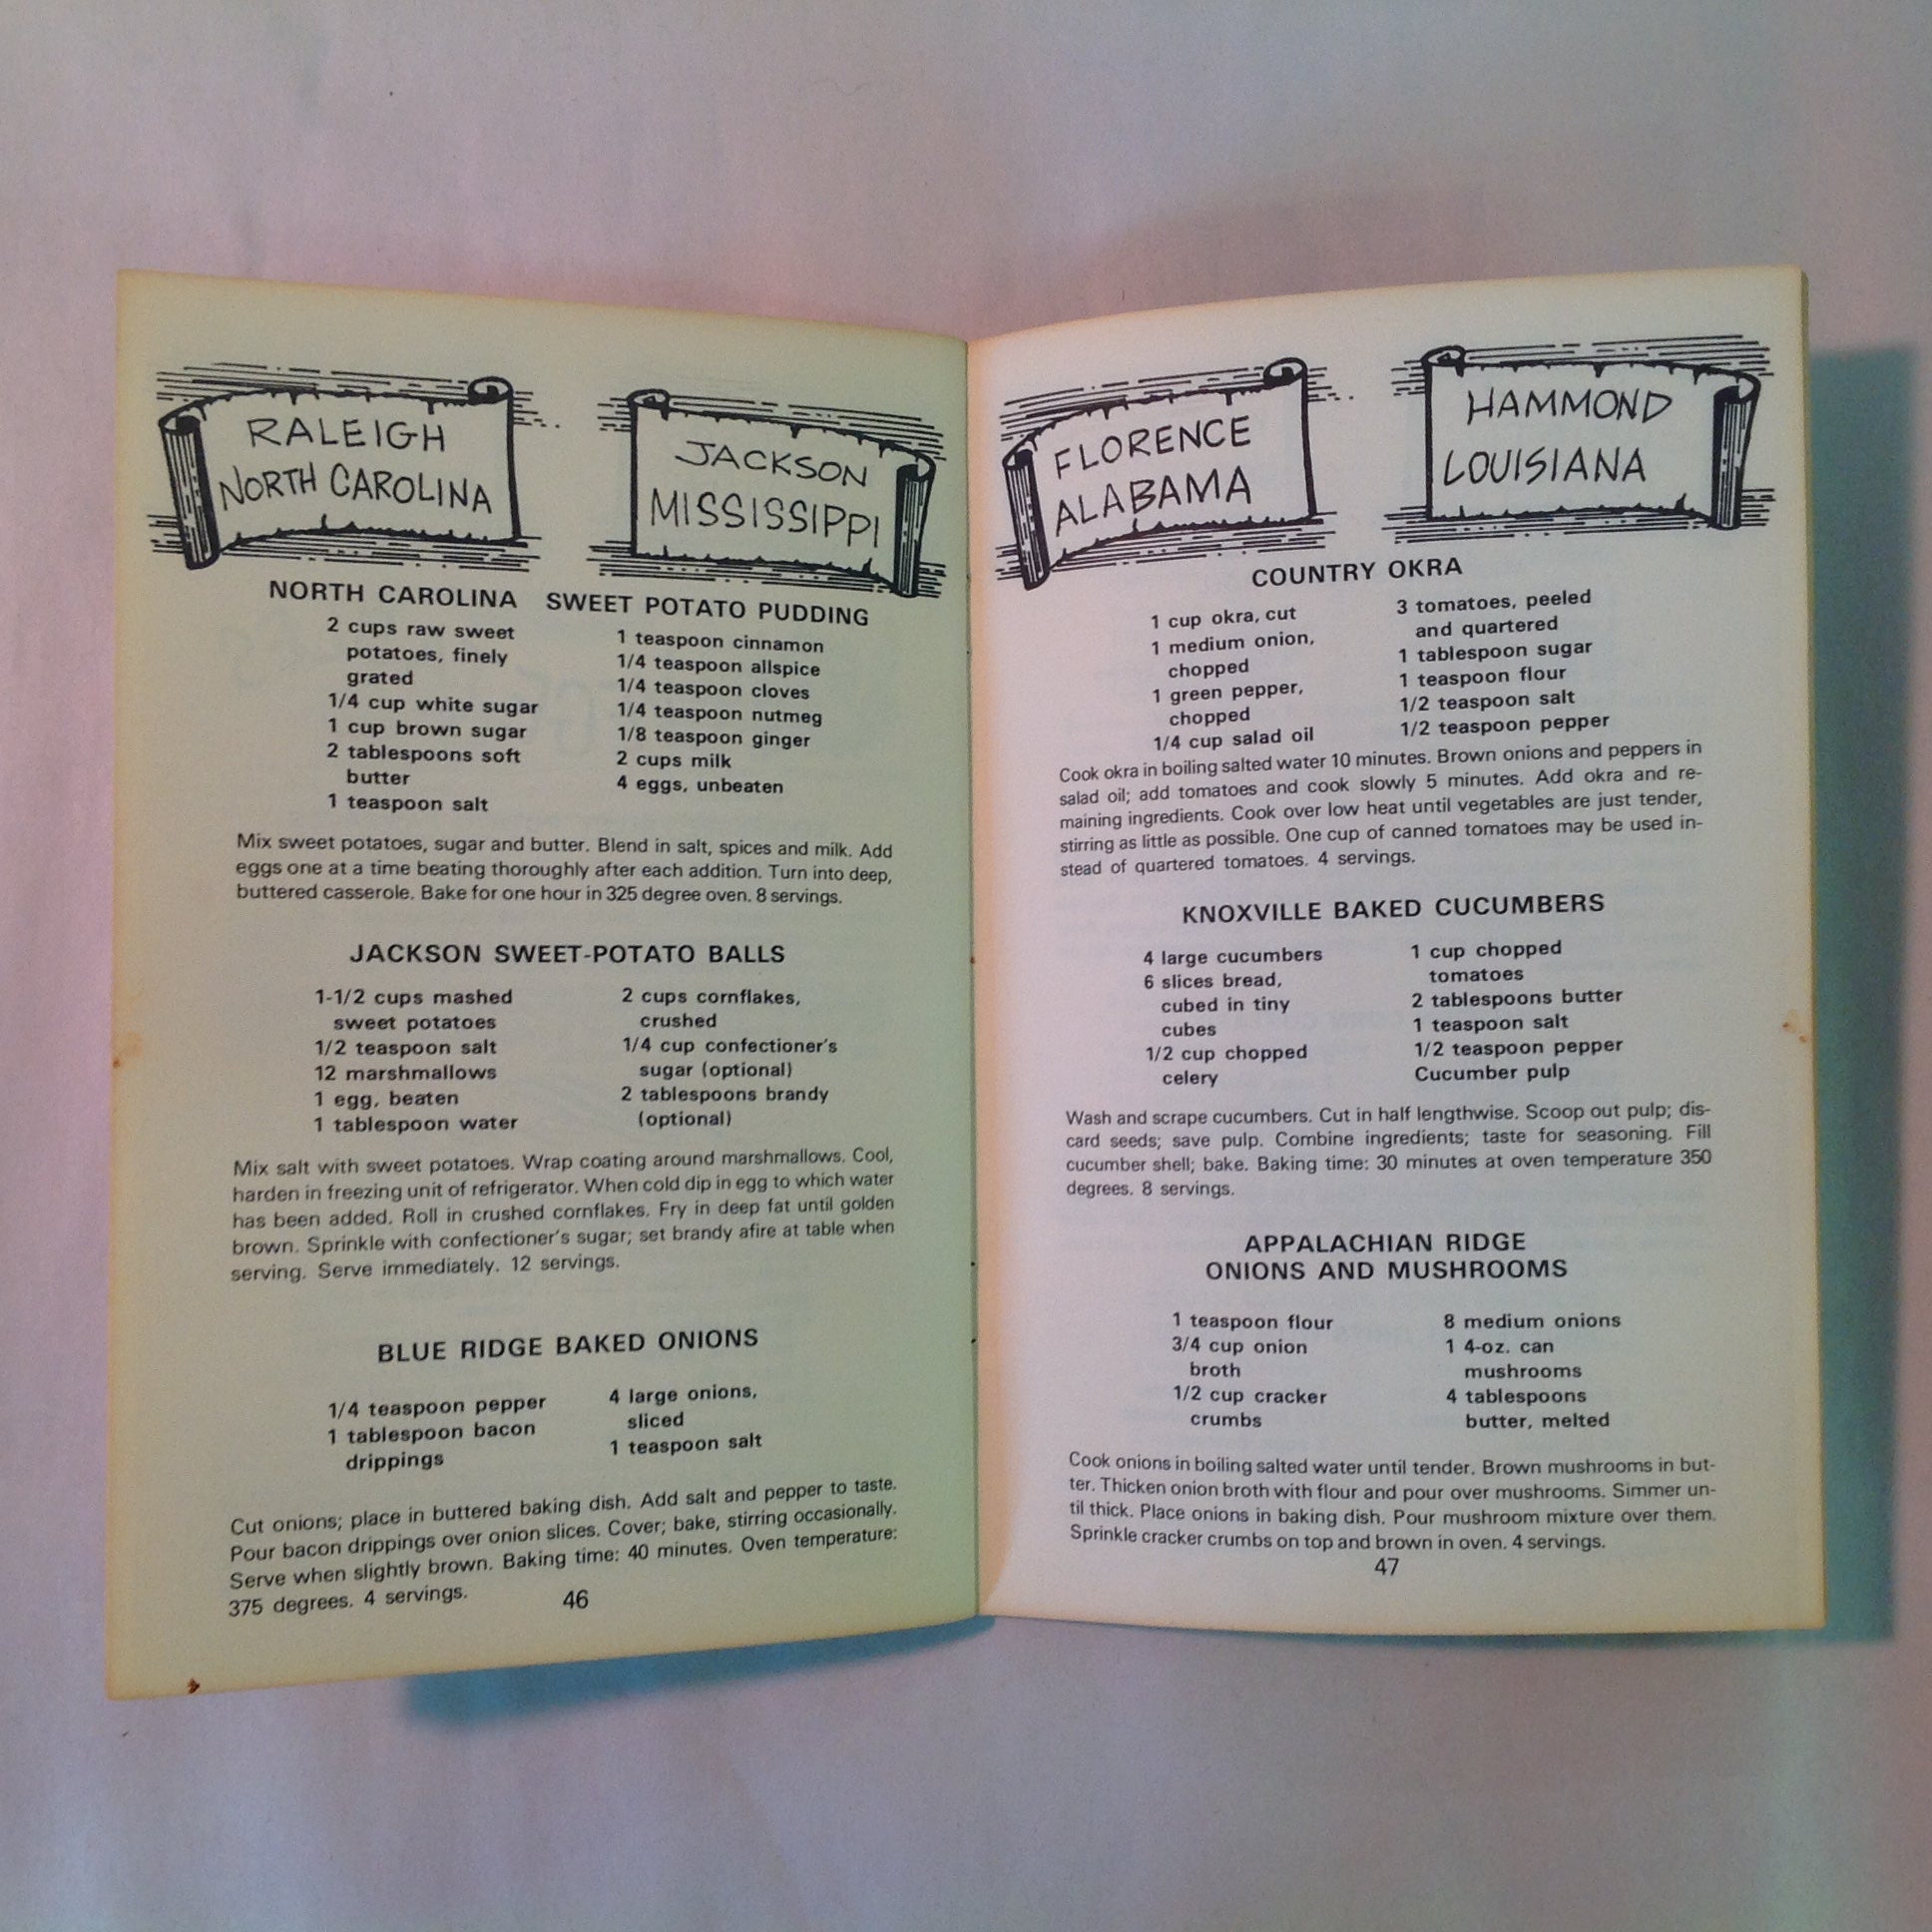 RALEIGH
NORTH CAROLINA
JACKSON
MISSISSIPPI
NORTH CAROLINA SWEET POTATO PUDDING
2 cups raw sweet
potatoes, finely
grated
1/4 cup white sugar
1 cup brown sugar
2 tablespoons soft
butter
1 teaspoon salt
1 teaspoon cinnamon
1/4 teaspoon allspice
1/4 teaspoon cloves
1/4 teaspoon nutmeg
1/8 teaspoon ginger
2 cups milk
4 eggs, unbeaten
Mix sweet potatoes, sugar and butter. Blend in salt, spices and milk. Add
eggs one at a time beating thoroughly after each addition. Turn into deep,
buttered casserole. Bake for one hour in 325 degree oven. 8 servings.
JACKSON SWEET-POTATO BALLS
1-1/2 cups mashed
sweet potatoes
1/2 teaspoon salt
12 marshmallows
1 egg, beaten
1 tablespoon water
2 cups cornflakes,
crushed
1/4 cup confectioner's
sugar (optional)
2 tablespoons brandy
(optional)
Mix salt with sweet potatoes. Wrap coating around marshmallows. Cool,
harden in freezing unit of refrigerator. When cold dip in egg to which water
has been added. Roll in crushed cornflakes. Fry in deep fat until golden
brown. Sprinkle with confectioner's sugar; set brandy afire at table when
serving. Serve immediately. 12 servings.
BLUE RIDGE BAKED ONIONS
1/4 teaspoon pepper
1 tablespoon bacon
drippings
4 large onions,
sliced
1 teaspoon salt
Cut onions; place in buttered baking dish. Add salt and pepper to taste.
Pour bacon drippings over onion slices. Cover; bake, stirring occasionally.
Serve when slightly brown. Baking time: 40 minutes. Oven temperature:
375 degrees. 4 servings.
46
FLORENCE
ALABAMA
HAMMOND
LOUISIANA
COUNTRY OKRA
1 cup okra, cut
1 medium onion,
chopped
1 green pepper,
chopped
1/4 cup salad oil
3 tomatoes, peeled
and quartered
1 tablespoon sugar
1 teaspoon flour
1/2 teaspoon salt
1/2 teaspoon pepper
Cook okra in boiling salted water 10 minutes. Brown onions and peppers in
salad oil; add tomatoes and cook slowly 5 minutes. Add okra and re-
maining ingredients. Cook over low heat until vegetables are just tender,
stirring as little as possible. One cup of canned tomatoes may be used in-
stead of quartered tomatoes. 4 servings.
KNOXVILLE BAKED CUCUMBERS
4 large cucumbers
6 slices bread,
cubed in tiny
cubes
1/2 cup chopped
celery
1 cup chopped
tomatoes
2 tablespoons butter
1 teaspoon salt
1/2 teaspoon pepper
Cucumber pulp
Wash and scrape cucumbers. Cut in half lengthwise. Scoop out pulp; dis-
card seeds; save pulp. Combine ingredients; taste for seasoning. Fill
cucumber shell; bake. Baking time: 30 minutes at oven temperature 350
degrees. 8 servings.
APPALACHIAN RIDGE
ONIONS AND MUSHROOMS
1 teaspoon flour
3/4 cup onion
broth
1/2 cup cracker
crumbs
8 medium onions
1 4-oz. can
mushrooms
4 tablespoons
butter, melted
Cook onions in boiling salted water until tender. Brown mushrooms in but-
ter. Thicken onion broth with flour and pour over mushrooms. Simmer un-
til thick. Place onions in baking dish. Pour mushroom mixture over them.
Sprinkle cracker crumbs on top and brown in oven. 4 servings.
47